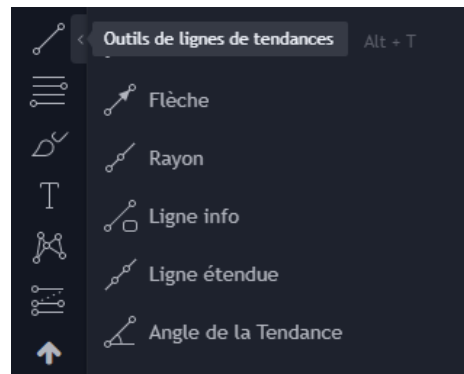 Outils de lignes de tendances Alt + T
Flèche
Rayon
T
Ligne info
Ligne étendue
Angle de la Tendance